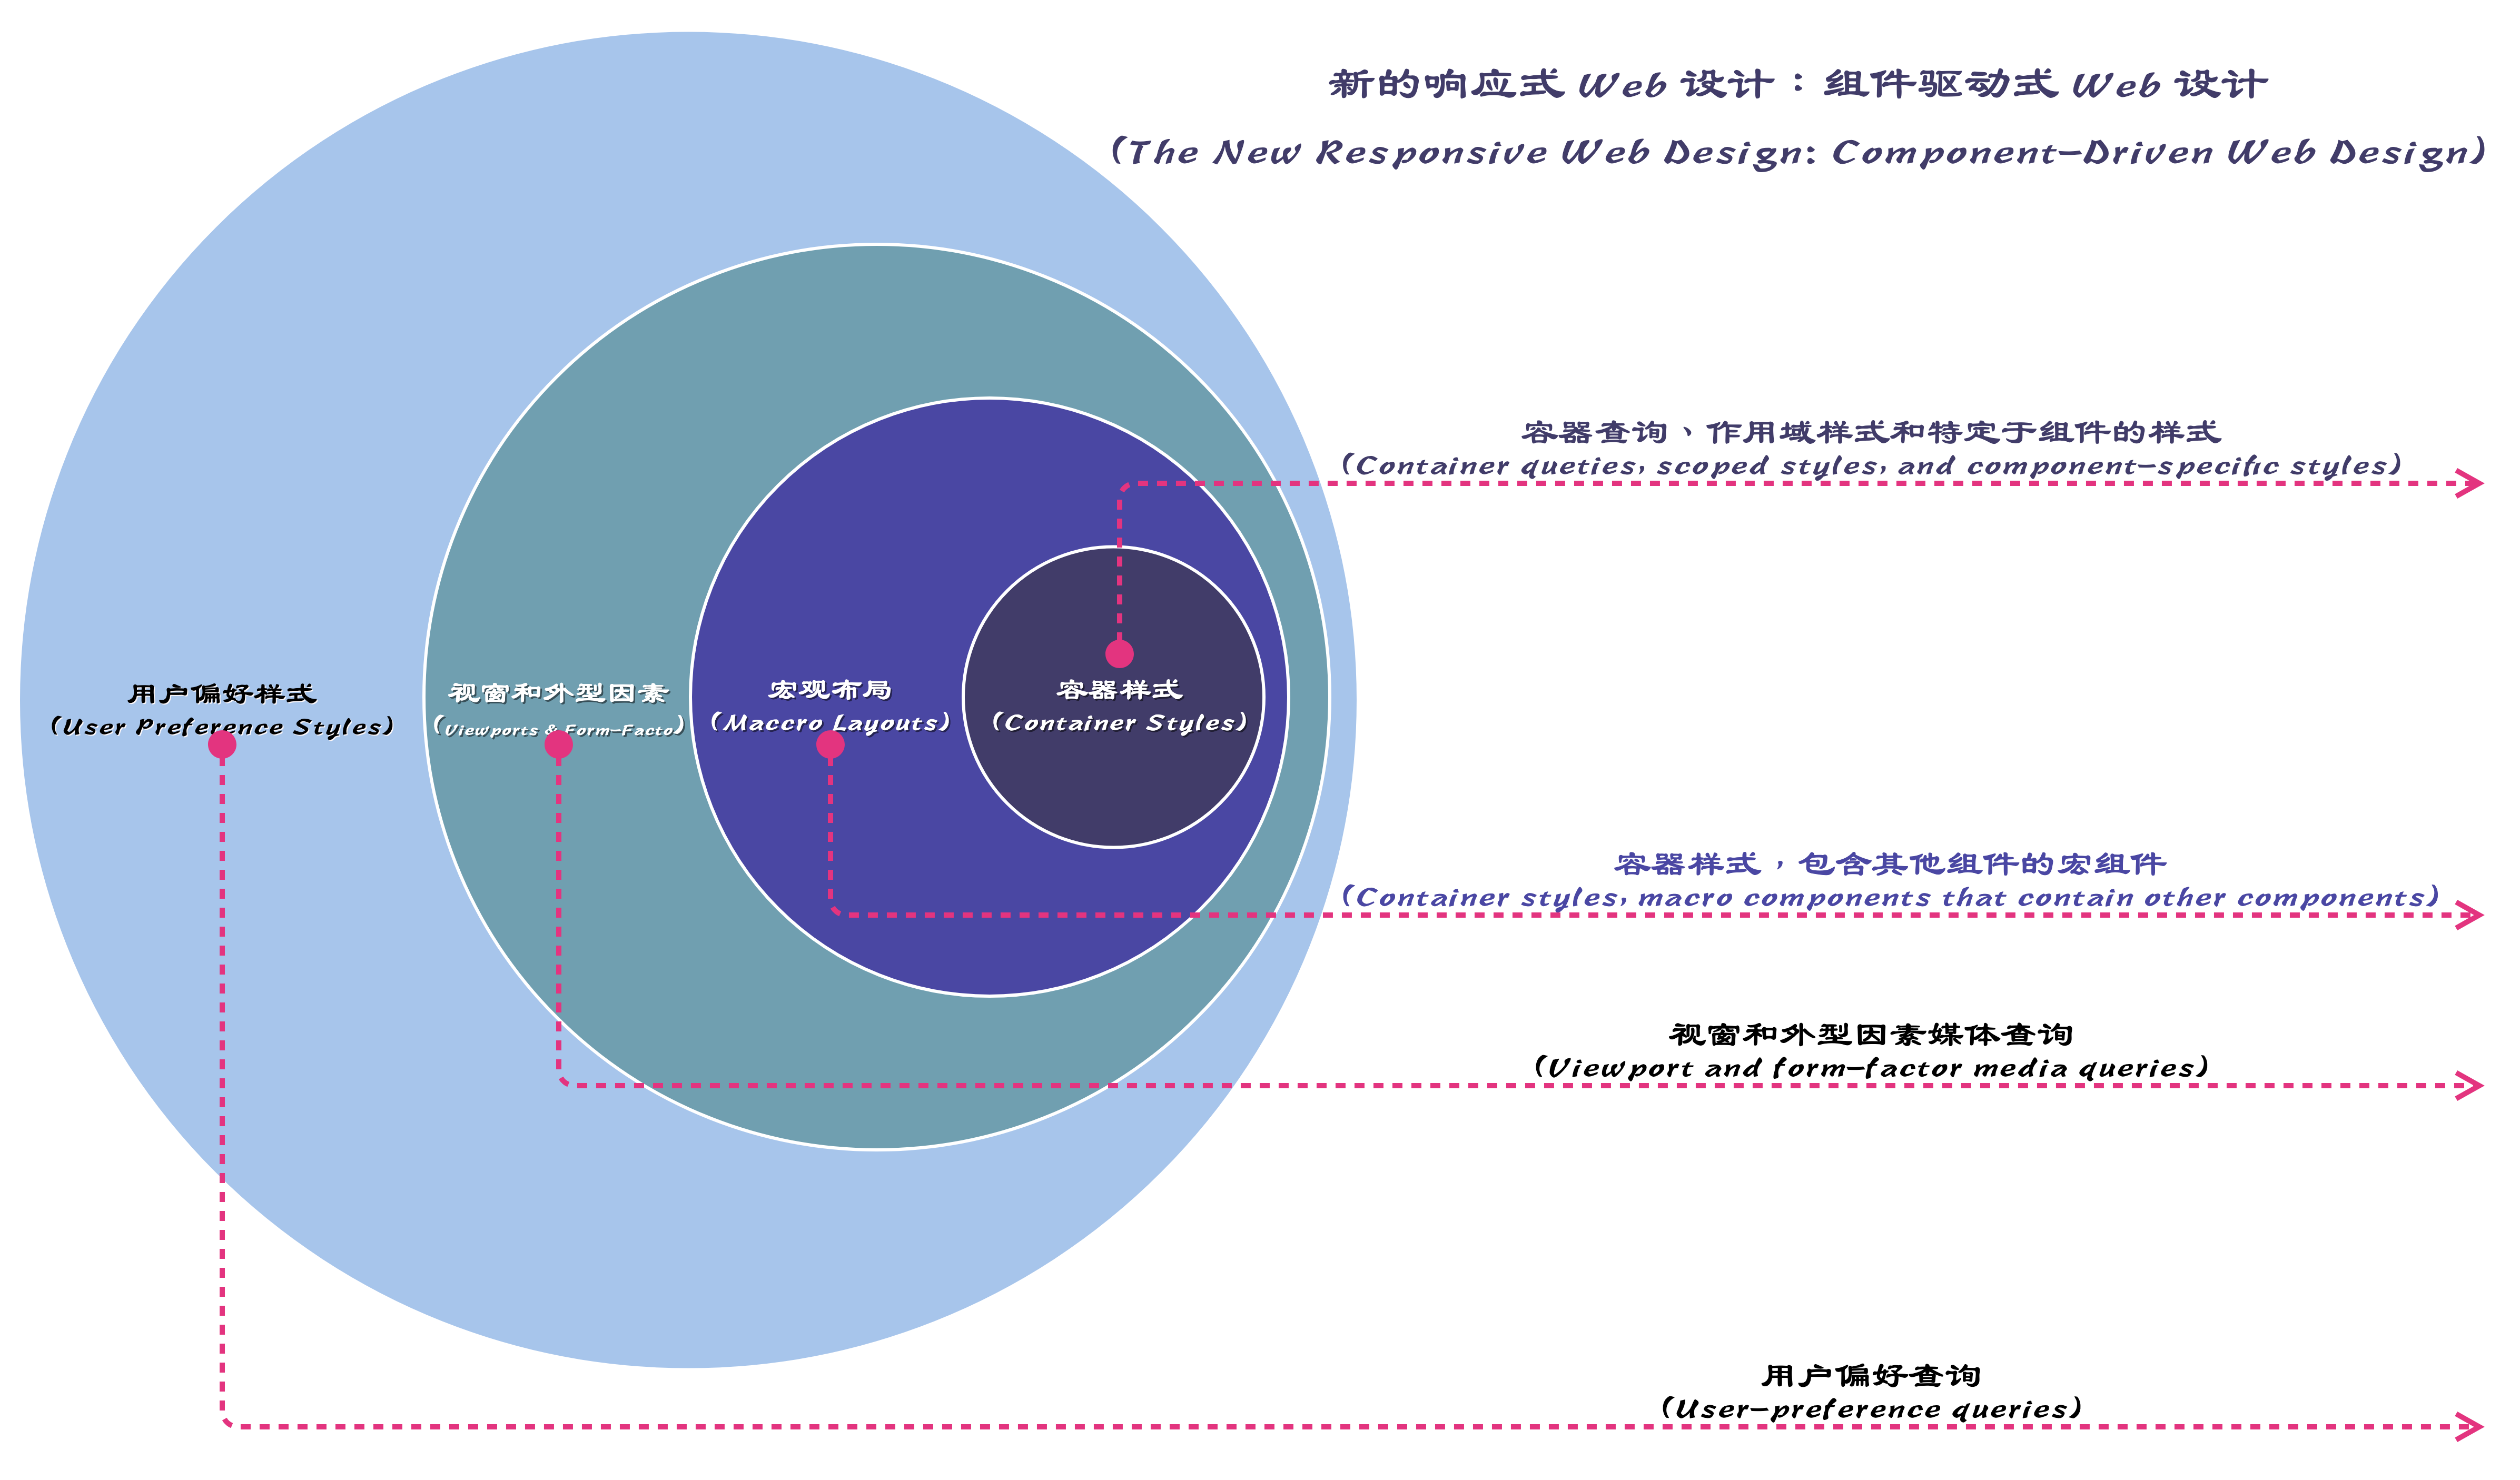 新的响应式 Web 设计：组件驱动式 Web 设计
(The New Responsive Web Design: Component-Driven Web Design)
容器查询、作用域样式和特定于组件的样式
(Container queties, scoped styles, and component-specific styles)
用户偏好样式
(User Preference Styles)
视窗和外型因素
(Viewports & Form-Facto)
宏观布局
(Maccro Layouts)
容器样式
(Container Styles)
容器样式，包含其他组件的宏组件
(Container styles, macro components that contain other components)
视窗和外型因素媒体查询
(Viewport and form-factor media queries)
用户偏好查询
(User-preference queries)